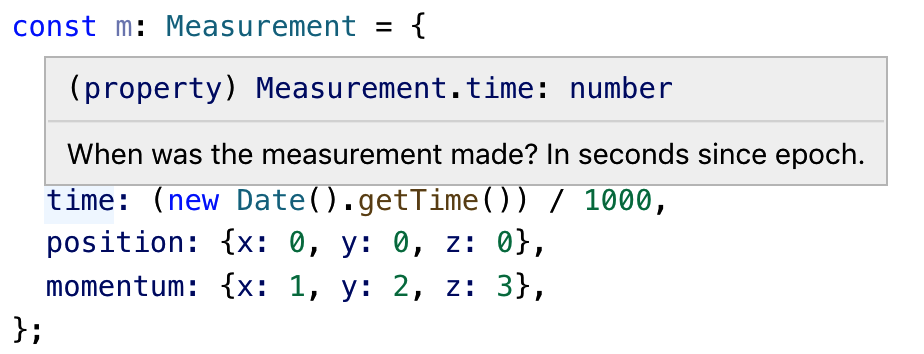 const m: Measurement = {
(property) Measurement.time: number
When was the measurement made? In seconds since epoch.
time: (new Date().getTime()) / 1000,
position: {x: 0, y: 0, z: 0},
momentum: {x: 1, y: 2, z: 3},
};